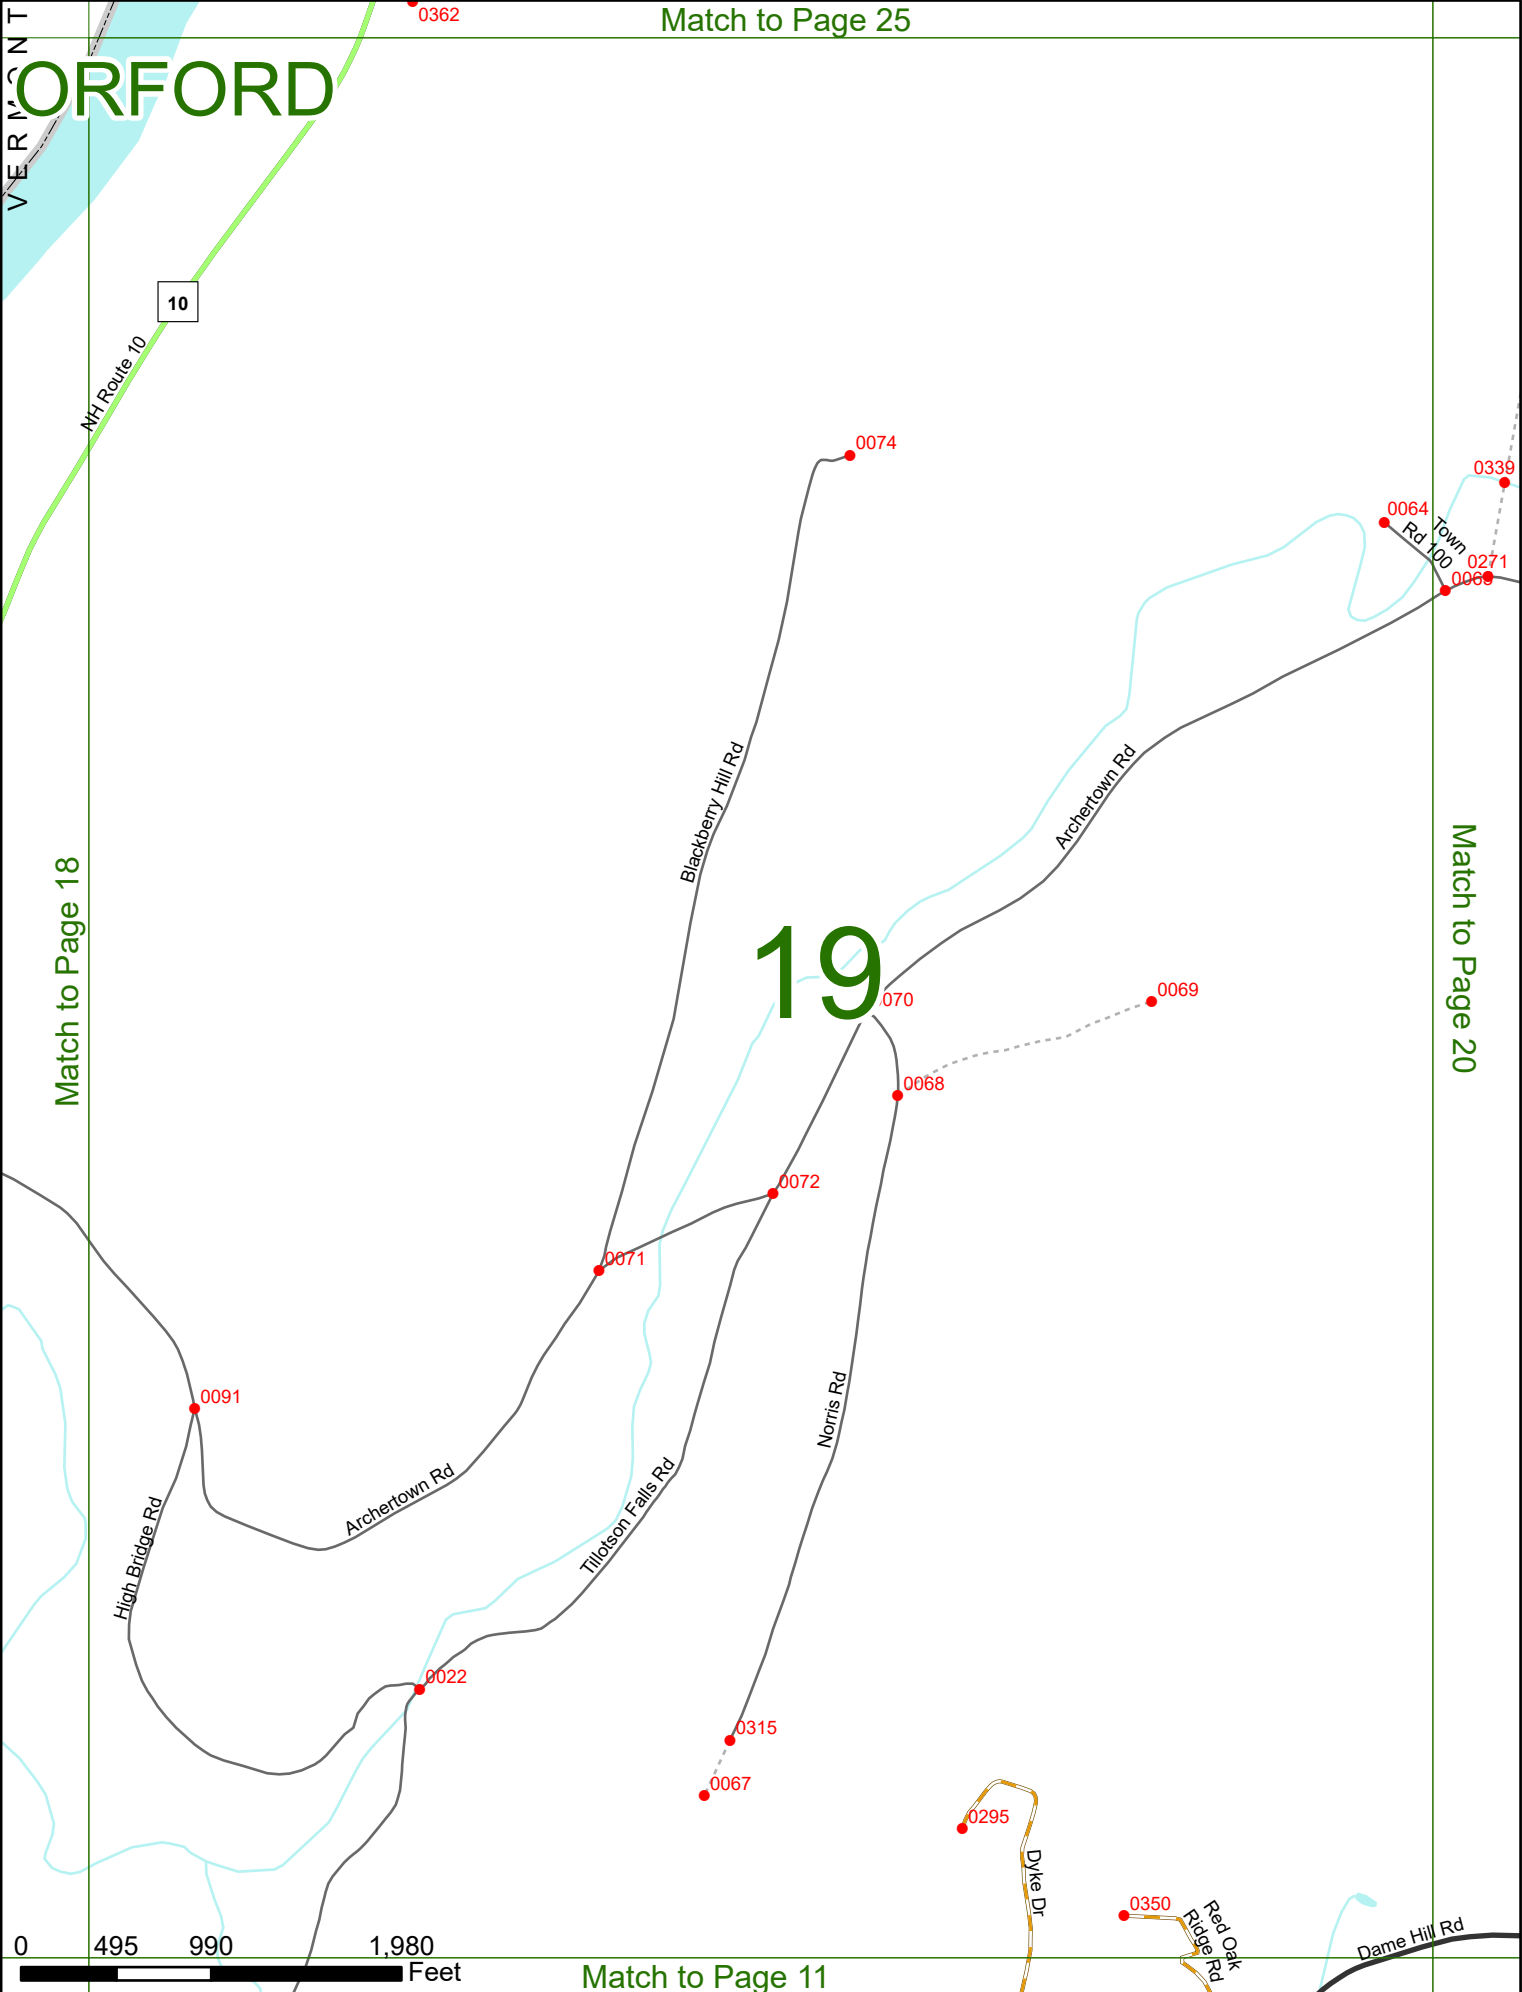 0362
Match to Page 25
VERMONT
ORFORD
10
NH Route 10
0074
0339
0064
Town
Rd 100
0271
Blackberry Hill Rd
Archertown Rd
Match to Page 18
Match to Page 20
19
070
0069
0068
0072
0071
0091
Norris Rd
Archertown Rd
Tillotson Falls Rd
High Bridge Rd
0022
0315
0067
0295
Dyke Dr
0350
Red Oak
Ridge Rd
Dame Hill Rd
0 495 990 1,980
Feet
Match to Page 11